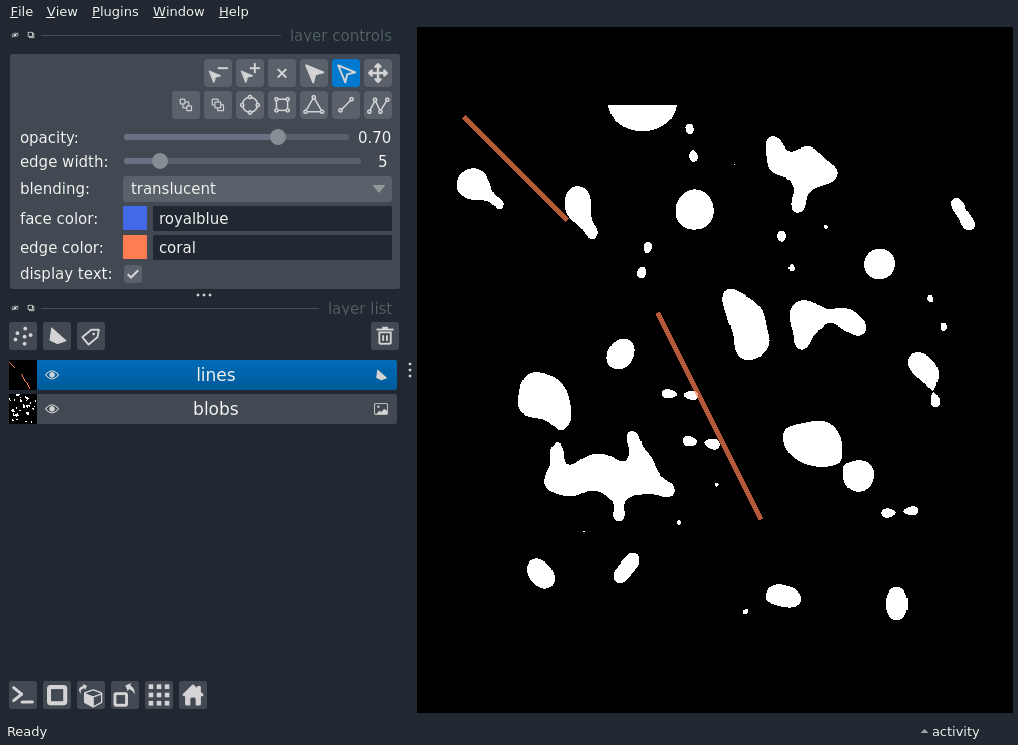 File View Plugins Window Help
layer controls
opacity: 0.70
edge width: 5
blending: translucent
face color: royalblue
edge color: coral
display text:
layer list
lines
blobs
Ready activity